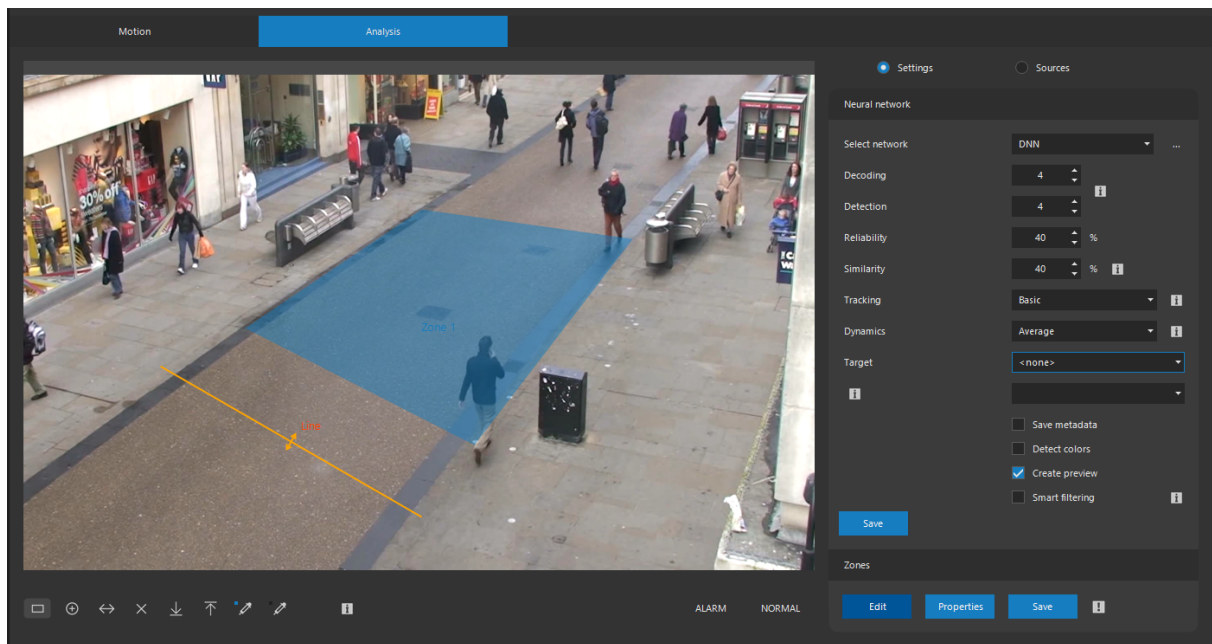 Motion
Analysis
Settings
Sources
Neural network
Select network
DNN
...
Decoding
4
Detection
4
Reliability
40
%
Similarity
40
%
Tracking
Basic
Dynamics
Average
Target
<none>
Save metadata
Detect colors
Create preview
Smart filtering
Save
Zones
Edit
Properties
Save
ALARM
NORMAL
Zone 1
Line
30% off